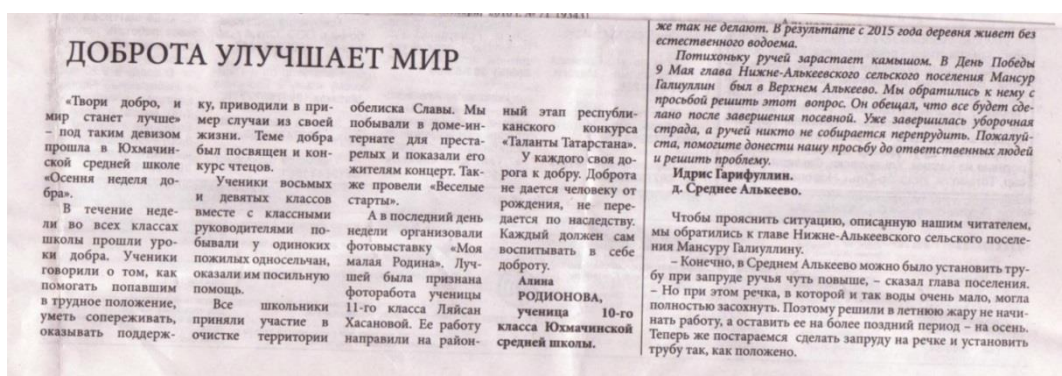 ДОБРОТА УЛУЧШАЕТ МИР
«Твори добро, и
мир станет лучше»
– под таким девизом
прошла в Юхмачин-
ской средней школе
«Осення неделя до-
бра».
В течение неде-
ли во всех классах
школы прошли уро-
ки добра. Ученики
говорили о том, как
помогать попавшим
в трудное положение,
уметь сопереживать,
оказывать поддерж-
ку, приводили в при-
мер случаи из своей
жизни. Теме добра
был посвящен и кон-
курс чтецов.
Ученики восьмых
и девятых классов
вместе с классными
руководителями по-
бывали у одиноких
пожилых односельчан,
оказали им посильную
помощь.
Все школьники
приняли участие в
очистке территории
обелиска Славы. Мы
побывали в доме-ин-
тернате для преста-
релых и показали его
жителям концерт. Так-
же провели «Веселые
старты».
А в последний день
недели организовали
фотовыставку «Моя
малая Родина». Луч-
шей была признана
фоторабота ученицы
11-го класса Ляйсан
Хасановой. Ее работу
направили на район-
ный этап республи-
канского конкурса
«Таланты Татарстана».
У каждого своя до-
рога к добру. Доброта
не дается человеку от
рождения, не пере-
дается по наследству.
Каждый должен сам
воспитывать в себе
доброту.
Алина
РОДИОНОВА,
ученица 10-го
класса Юхмачинской
средней школы.
же так не делают. В результате с 2015 года деревня живет без
естественного водоема.
Потихоньку ручей зарастает камышом. В День Победы
9 Мая глава Нижне-Алькеевского сельского поселения Мансур
Галиуллин был в Верхнем Алькеево. Мы обратились к нему с
просьбой решить этот вопрос. Он обещал, что все будет сде-
лано после завершения посевной. Уже завершилась уборочная
страда, а ручей никто не собирается перепрудить. Пожалуй-
ста, помогите донести нашу просьбу до ответственных людей
и решить проблему.
Идрис Гарифуллин.
д. Среднее Алькеево.
Чтобы прояснить ситуацию, описанную нашим читателем,
мы обратились к главе Нижне-Алькеевского сельского поселе-
ния Мансуру Галиуллину.
– Конечно, в Среднем Алькеево можно было установить тру-
бу при запруде ручья чуть повыше, – сказал глава поселения.
– Но при этом речка, в которой и так воды очень мало, могла
полностью засохнуть. Поэтому решили в летнюю жару не начи-
нать работу, а оставить ее на более поздний период – на осень.
Теперь же постараемся сделать запруду на речке и установить
трубу так, как положено.